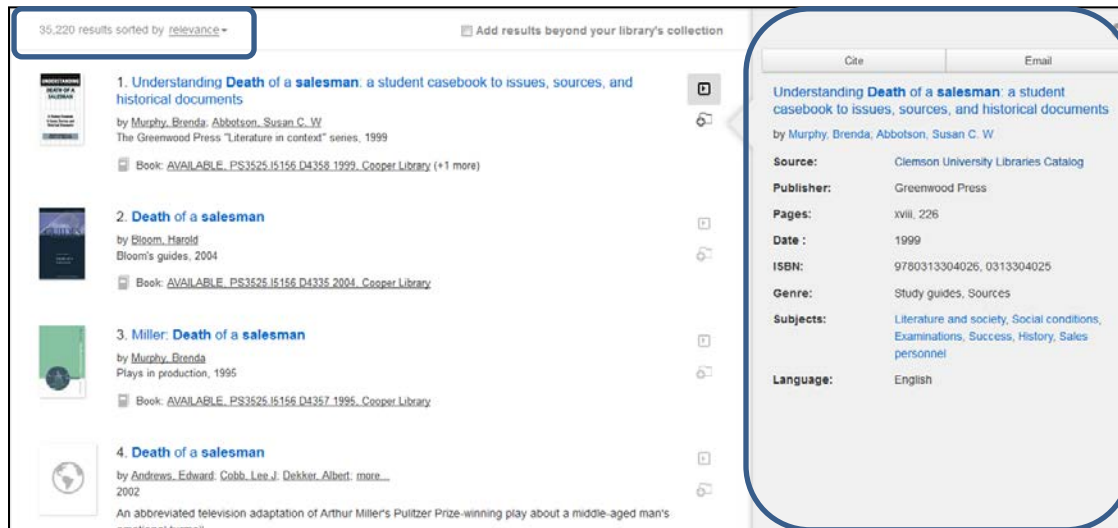 35,220 results sorted by relevance
Add results beyond your library's collection
1. Understanding Death of a salesman: a student casebook to issues, sources, and
historical documents
by Murphy, Brenda; Abbotson, Susan C. W
The Greenwood Press "Literature in context" series, 1999
Book: AVAILABLE, PS3525.I5156 D4358 1999, Cooper Library (+1 more)
2. Death of a salesman
by Bloom, Harold
Bloom's guides, 2004
Book: AVAILABLE, PS3525.I5156 D4335 2004, Cooper Library
3. Miller: Death of a salesman
by Murphy, Brenda
Plays in production, 1995
Book: AVAILABLE, PS3525.I5156 D4357 1995, Cooper Library
4. Death of a salesman
by Andrews, Edward; Cobb, Lee J; Dekker, Albert; more...
2002
An abbreviated television adaptation of Arthur Miller's Pulitzer Prize-winning play about a middle-aged man's
Cite
Email
Understanding Death of a salesman: a student
casebook to issues, sources, and historical documents
by Murphy, Brenda; Abbotson, Susan C. W
Source: Clemson University Libraries Catalog
Publisher: Greenwood Press
Pages: xviii, 226
Date : 1999
ISBN: 9780313304026, 0313304025
Genre: Study guides, Sources
Subjects: Literature and society, Social conditions,
Examinations, Success, History, Sales
personnel
Language: English